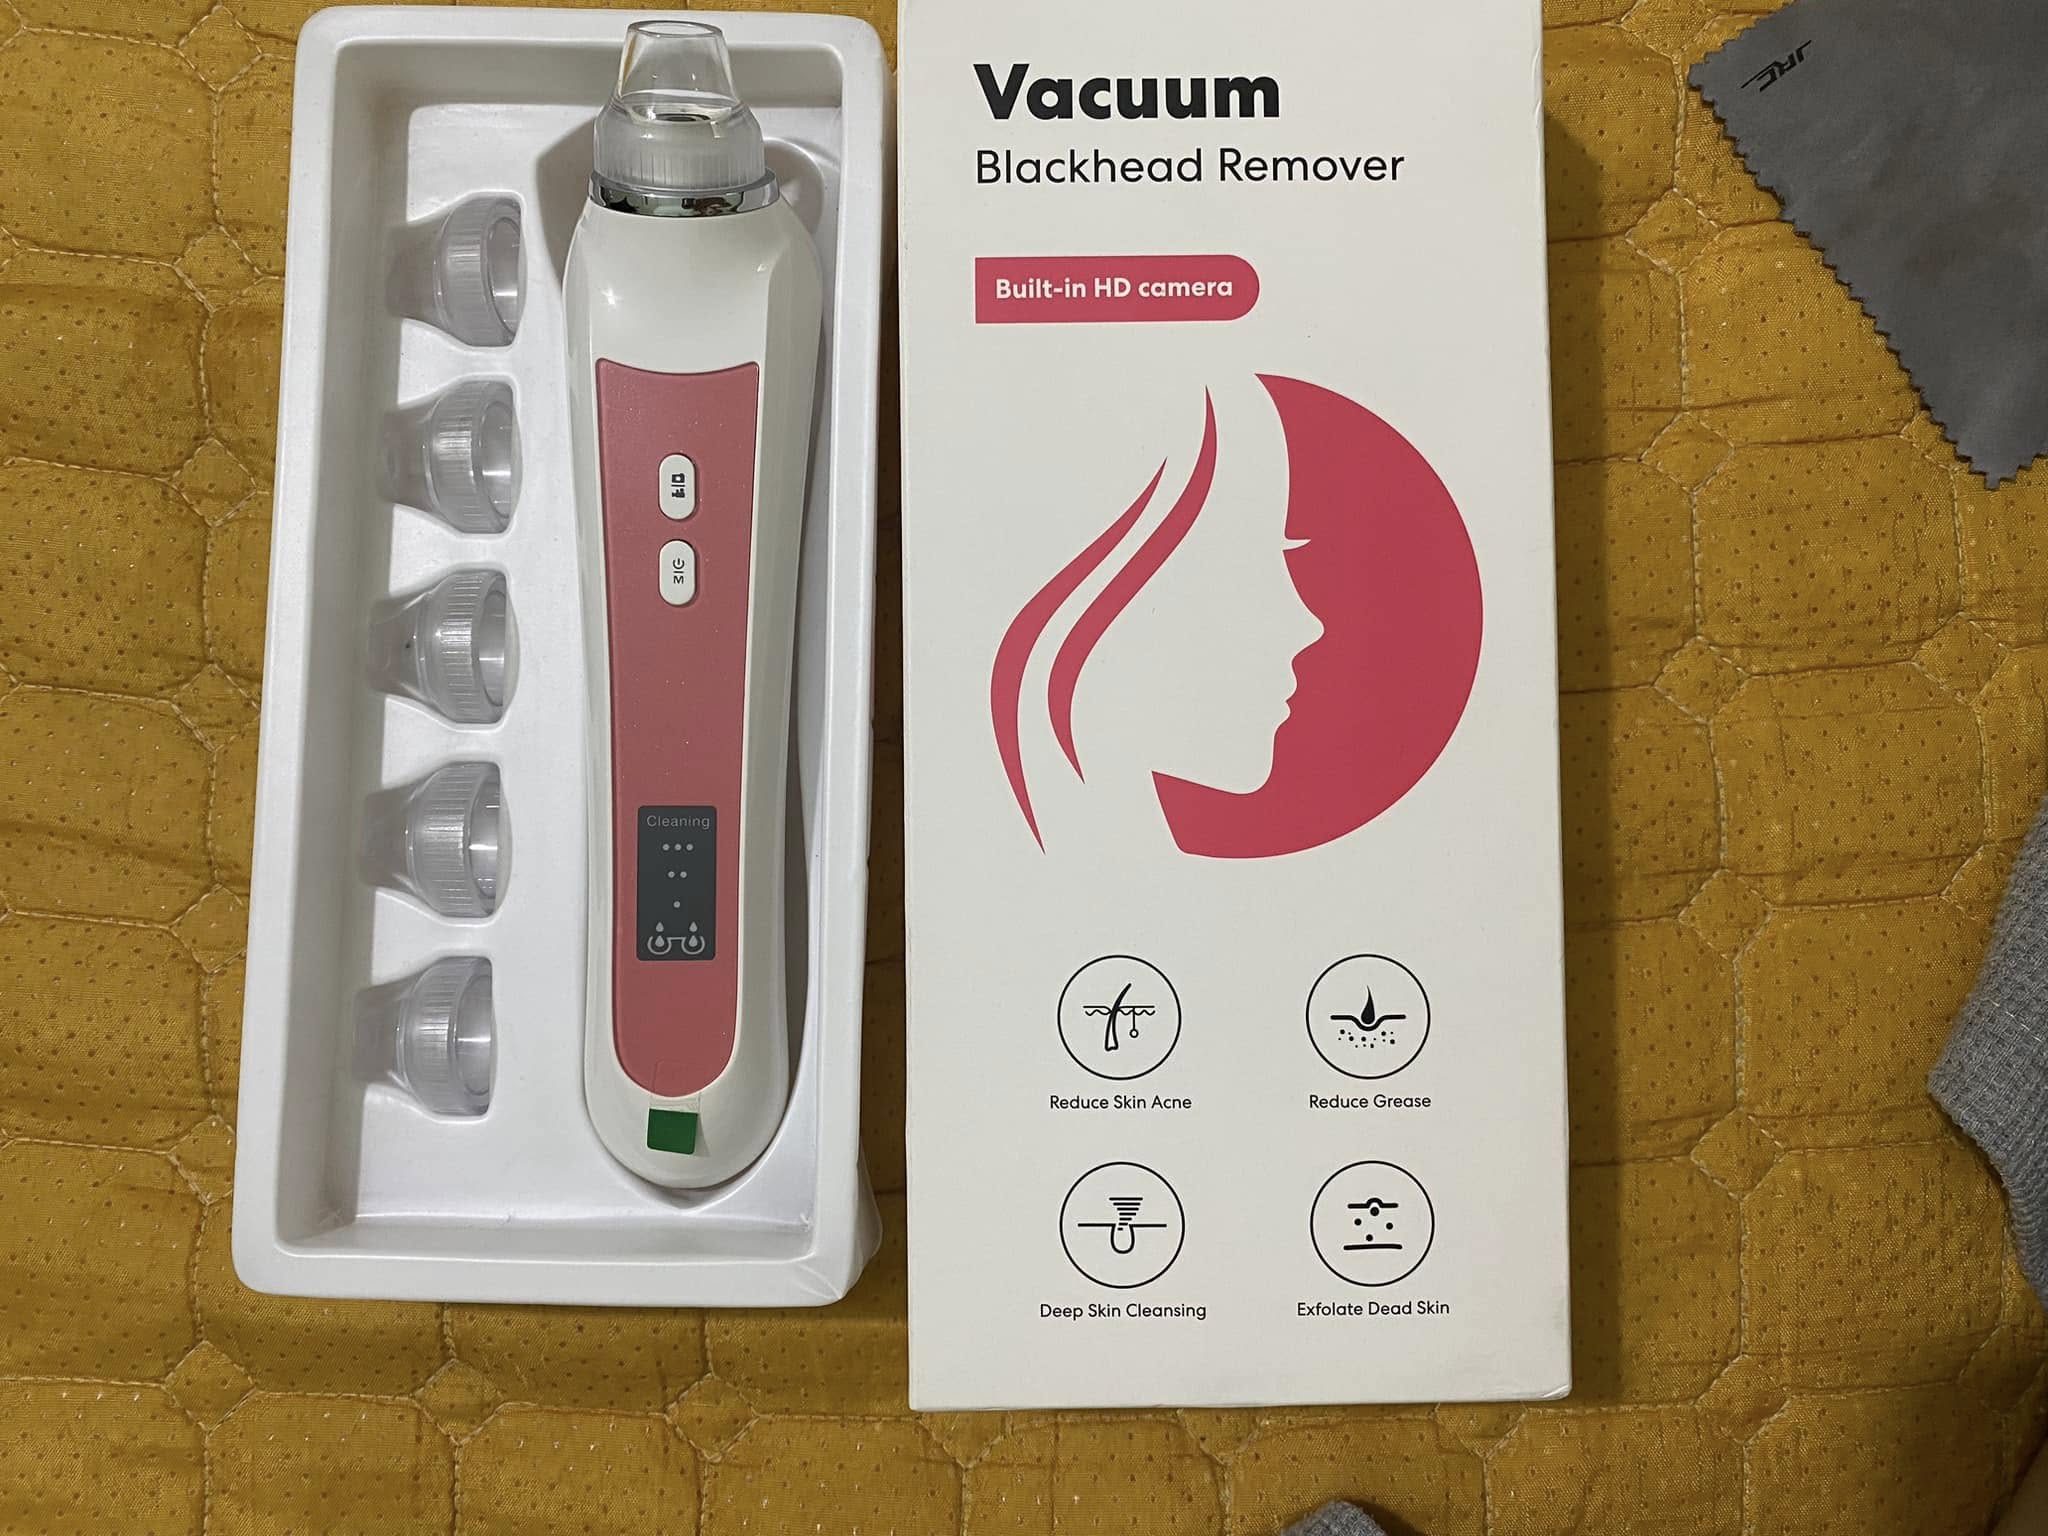 Vacuum
Blackhead Remover
Built-in HD camera
Reduce Skin Acne
Reduce Grease
Deep Skin Cleansing
Exfolate Dead Skin
Cleaning
M
JRC